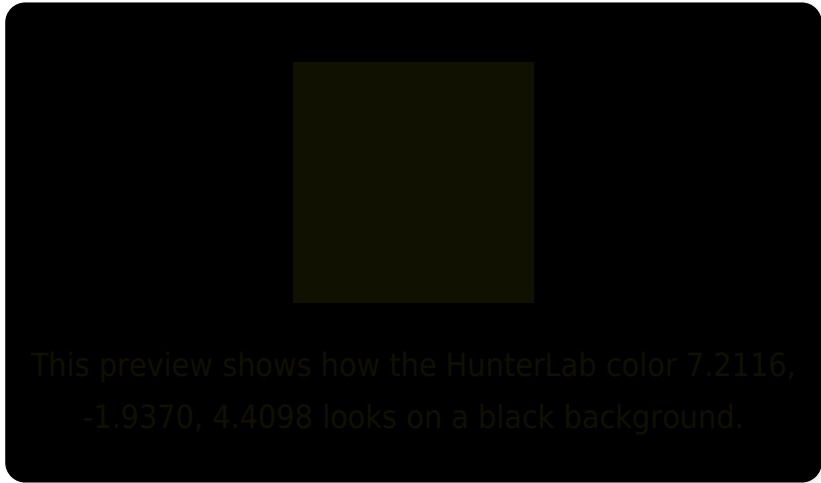 This preview shows how the HunterLab color 7.2116,
-1.9370, 4.4098 looks on a black background.